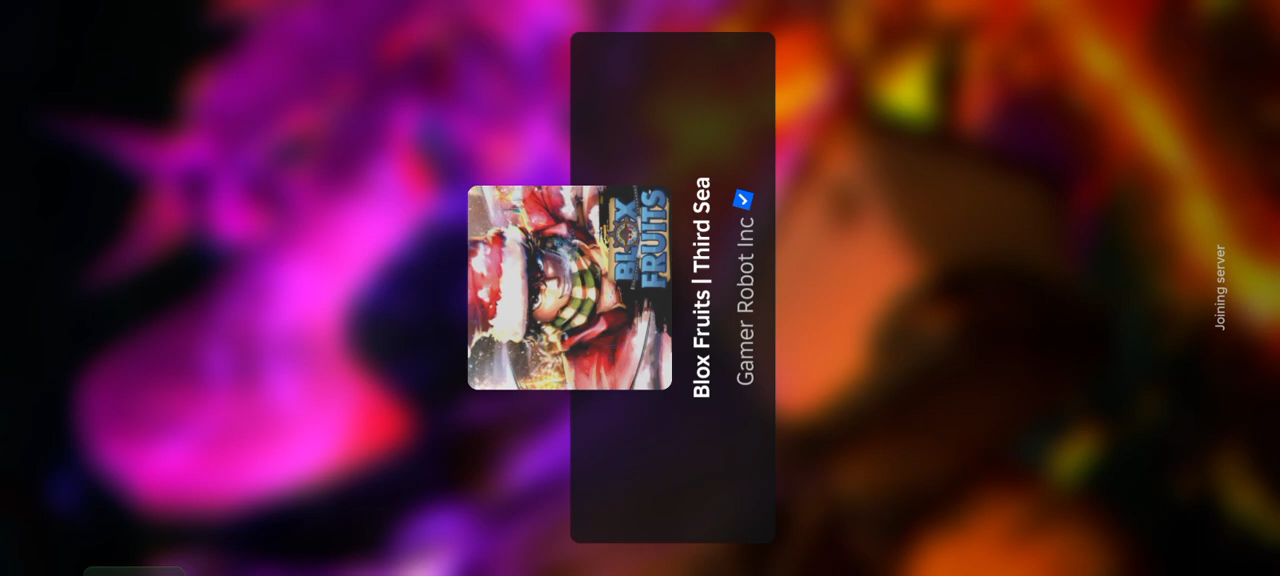 BLOX
FRUITS
Blox Fruits | Third Sea
Gamer Robot Inc
Joining server